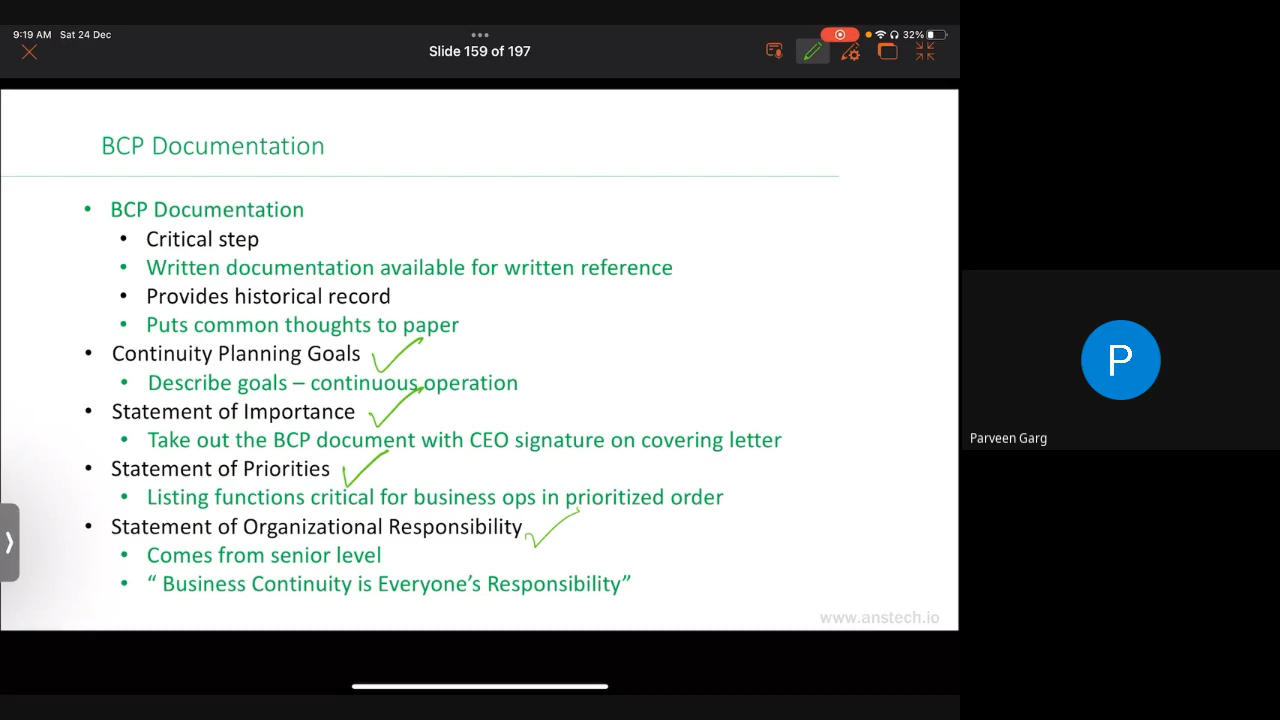 9:19 AM Sat 24 Dec
32%
Slide 159 of 197
BCP Documentation
• BCP Documentation
• Critical step
• Written documentation available for written reference
• Provides historical record
• Puts common thoughts to paper
• Continuity Planning Goals
• Describe goals – continuous operation
• Statement of Importance
• Take out the BCP document with CEO signature on covering letter
• Statement of Priorities
• Listing functions critical for business ops in prioritized order
• Statement of Organizational Responsibility
• Comes from senior level
• “ Business Continuity is Everyone’s Responsibility”
www.anstech.io
P
Parveen Garg